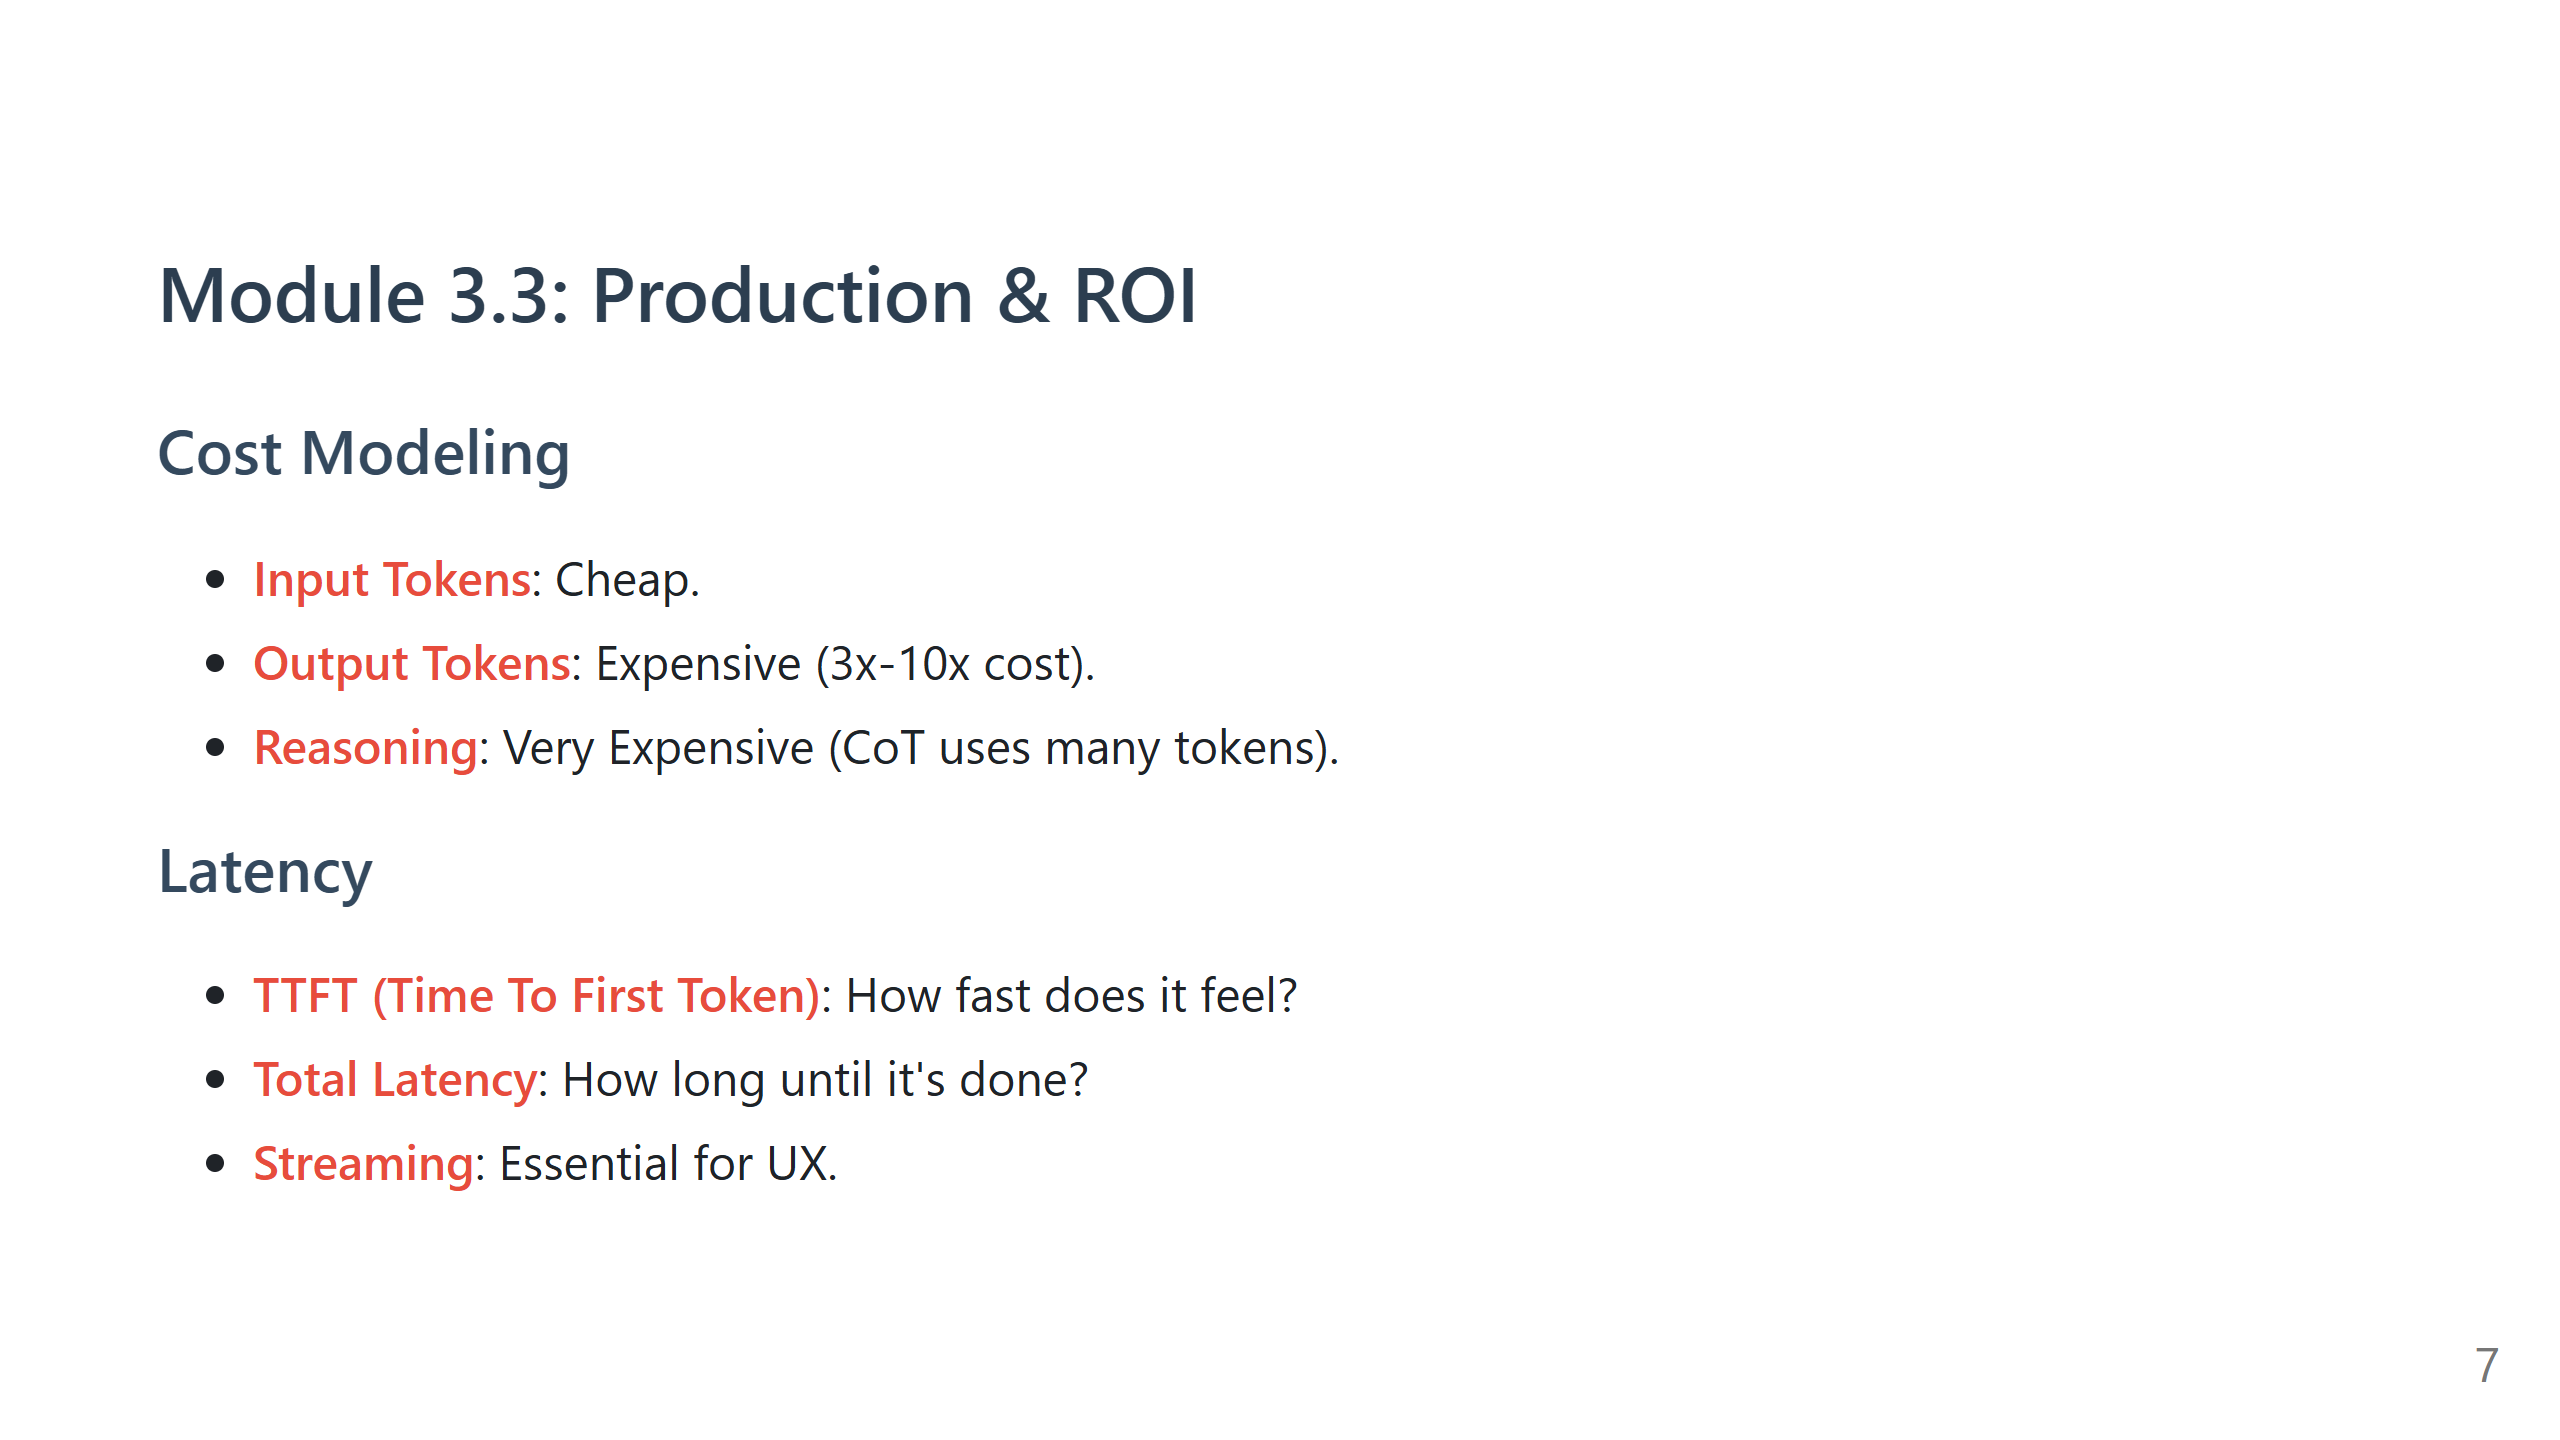 Module 3.3: Production & ROI
Cost Modeling
• Input Tokens: Cheap.
• Output Tokens: Expensive (3x-10x cost).
• Reasoning: Very Expensive (CoT uses many tokens).
Latency
• TTFT (Time To First Token): How fast does it feel?
• Total Latency: How long until it's done?
• Streaming: Essential for UX.
7